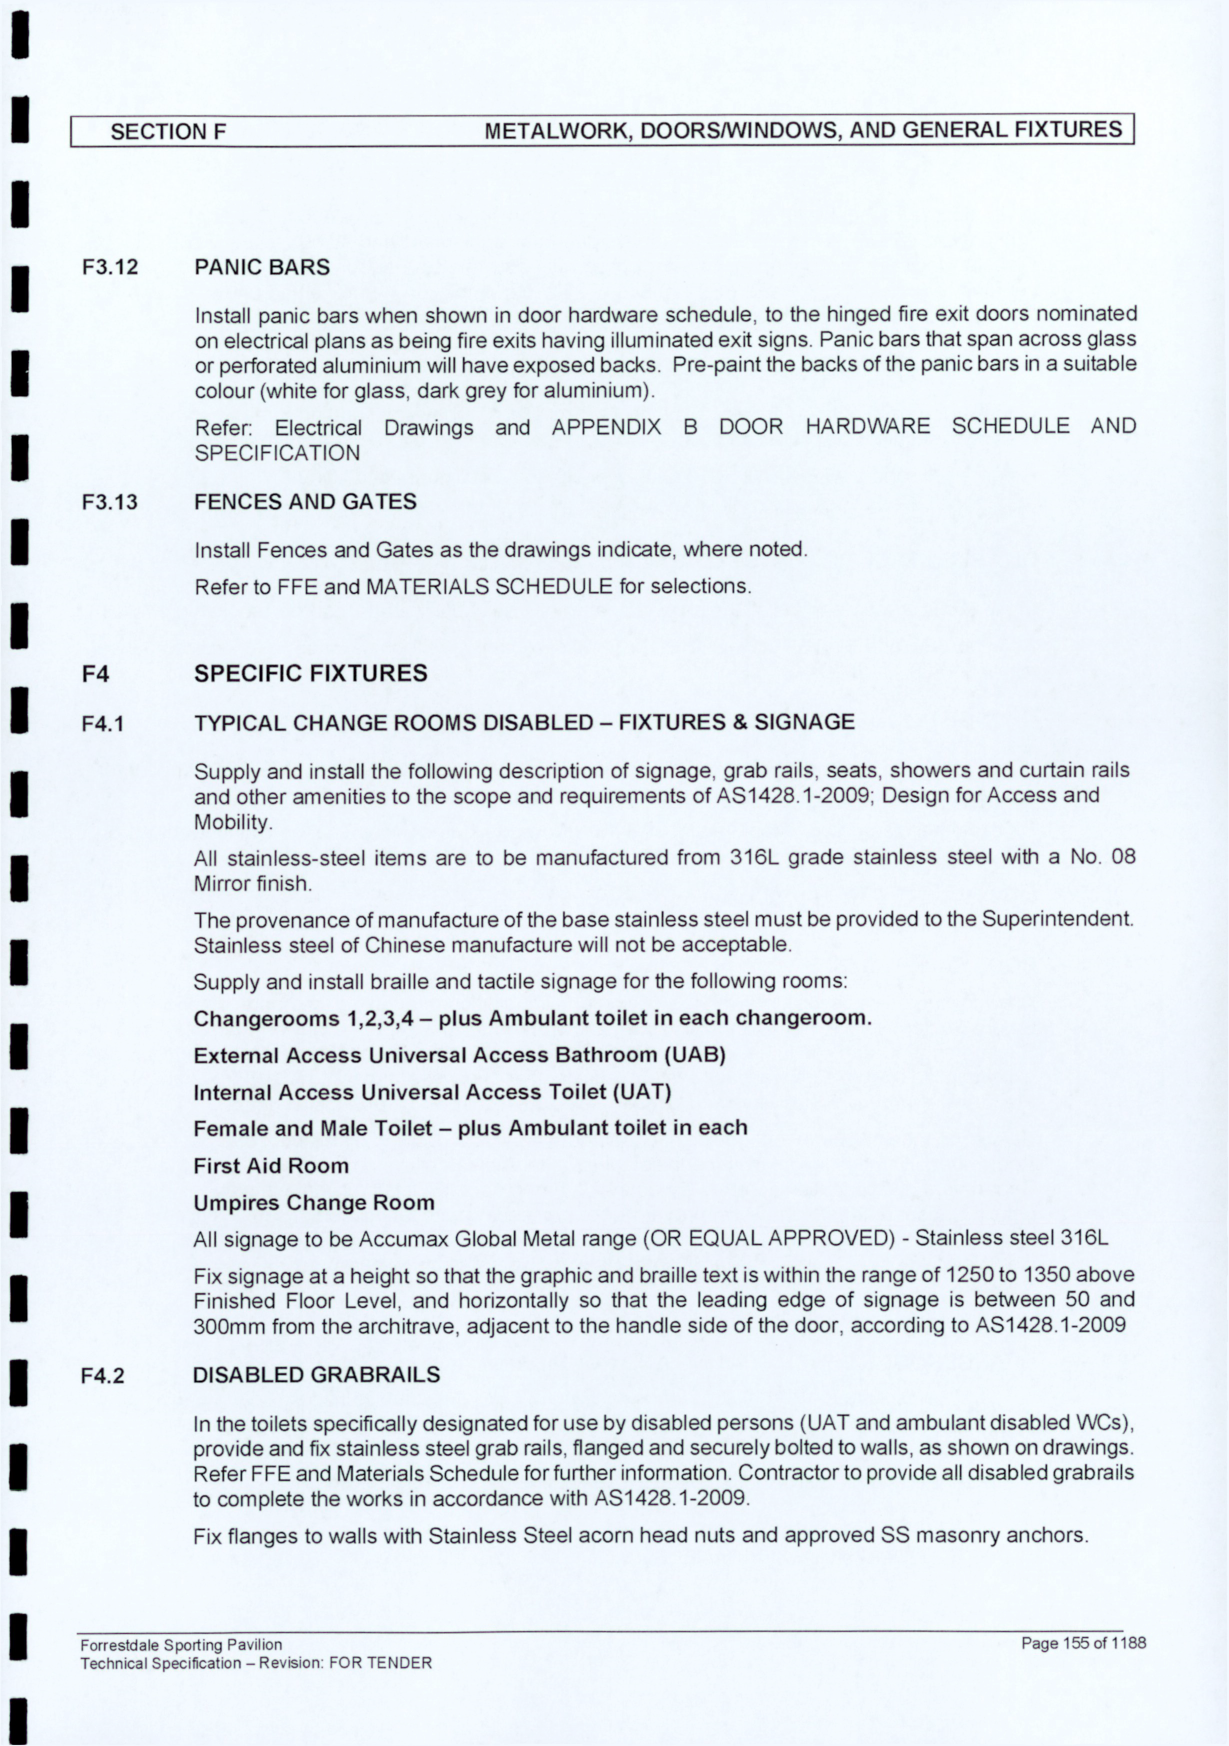 SECTION F METALWORK, DOORS/WINDOWS, AND GENERAL FIXTURES
F3.12 PANIC BARS
Install panic bars when shown in door hardware schedule, to the hinged fire exit doors nominated
on electrical plans as being fire exits having illuminated exit signs. Panic bars that span across glass
or perforated aluminium will have exposed backs. Pre-paint the backs of the panic bars in a suitable
colour (white for glass, dark grey for aluminium).
Refer: Electrical Drawings and APPENDIX B DOOR HARDWARE SCHEDULE AND
SPECIFICATION
F3.13 FENCES AND GATES
Install Fences and Gates as the drawings indicate, where noted.
Refer to FFE and MATERIALS SCHEDULE for selections.
F4 SPECIFIC FIXTURES
F4.1 TYPICAL CHANGE ROOMS DISABLED – FIXTURES & SIGNAGE
Supply and install the following description of signage, grab rails, seats, showers and curtain rails
and other amenities to the scope and requirements of AS1428.1-2009; Design for Access and
Mobility.
All stainless-steel items are to be manufactured from 316L grade stainless steel with a No. 08
Mirror finish.
The provenance of manufacture of the base stainless steel must be provided to the Superintendent.
Stainless steel of Chinese manufacture will not be acceptable.
Supply and install braille and tactile signage for the following rooms:
Changerooms 1,2,3,4 – plus Ambulant toilet in each changeroom.
External Access Universal Access Bathroom (UAB)
Internal Access Universal Access Toilet (UAT)
Female and Male Toilet – plus Ambulant toilet in each
First Aid Room
Umpires Change Room
All signage to be Accumax Global Metal range (OR EQUAL APPROVED) - Stainless steel 316L
Fix signage at a height so that the graphic and braille text is within the range of 1250 to 1350 above
Finished Floor Level, and horizontally so that the leading edge of signage is between 50 and
300mm from the architrave, adjacent to the handle side of the door, according to AS1428.1-2009
F4.2 DISABLED GRABRAILS
In the toilets specifically designated for use by disabled persons (UAT and ambulant disabled WCs),
provide and fix stainless steel grab rails, flanged and securely bolted to walls, as shown on drawings.
Refer FFE and Materials Schedule for further information. Contractor to provide all disabled grabrails
to complete the works in accordance with AS1428.1-2009.
Fix flanges to walls with Stainless Steel acorn head nuts and approved SS masonry anchors.
Forrestdale Sporting Pavilion Page 155 of 1188
Technical Specification – Revision: FOR TENDER